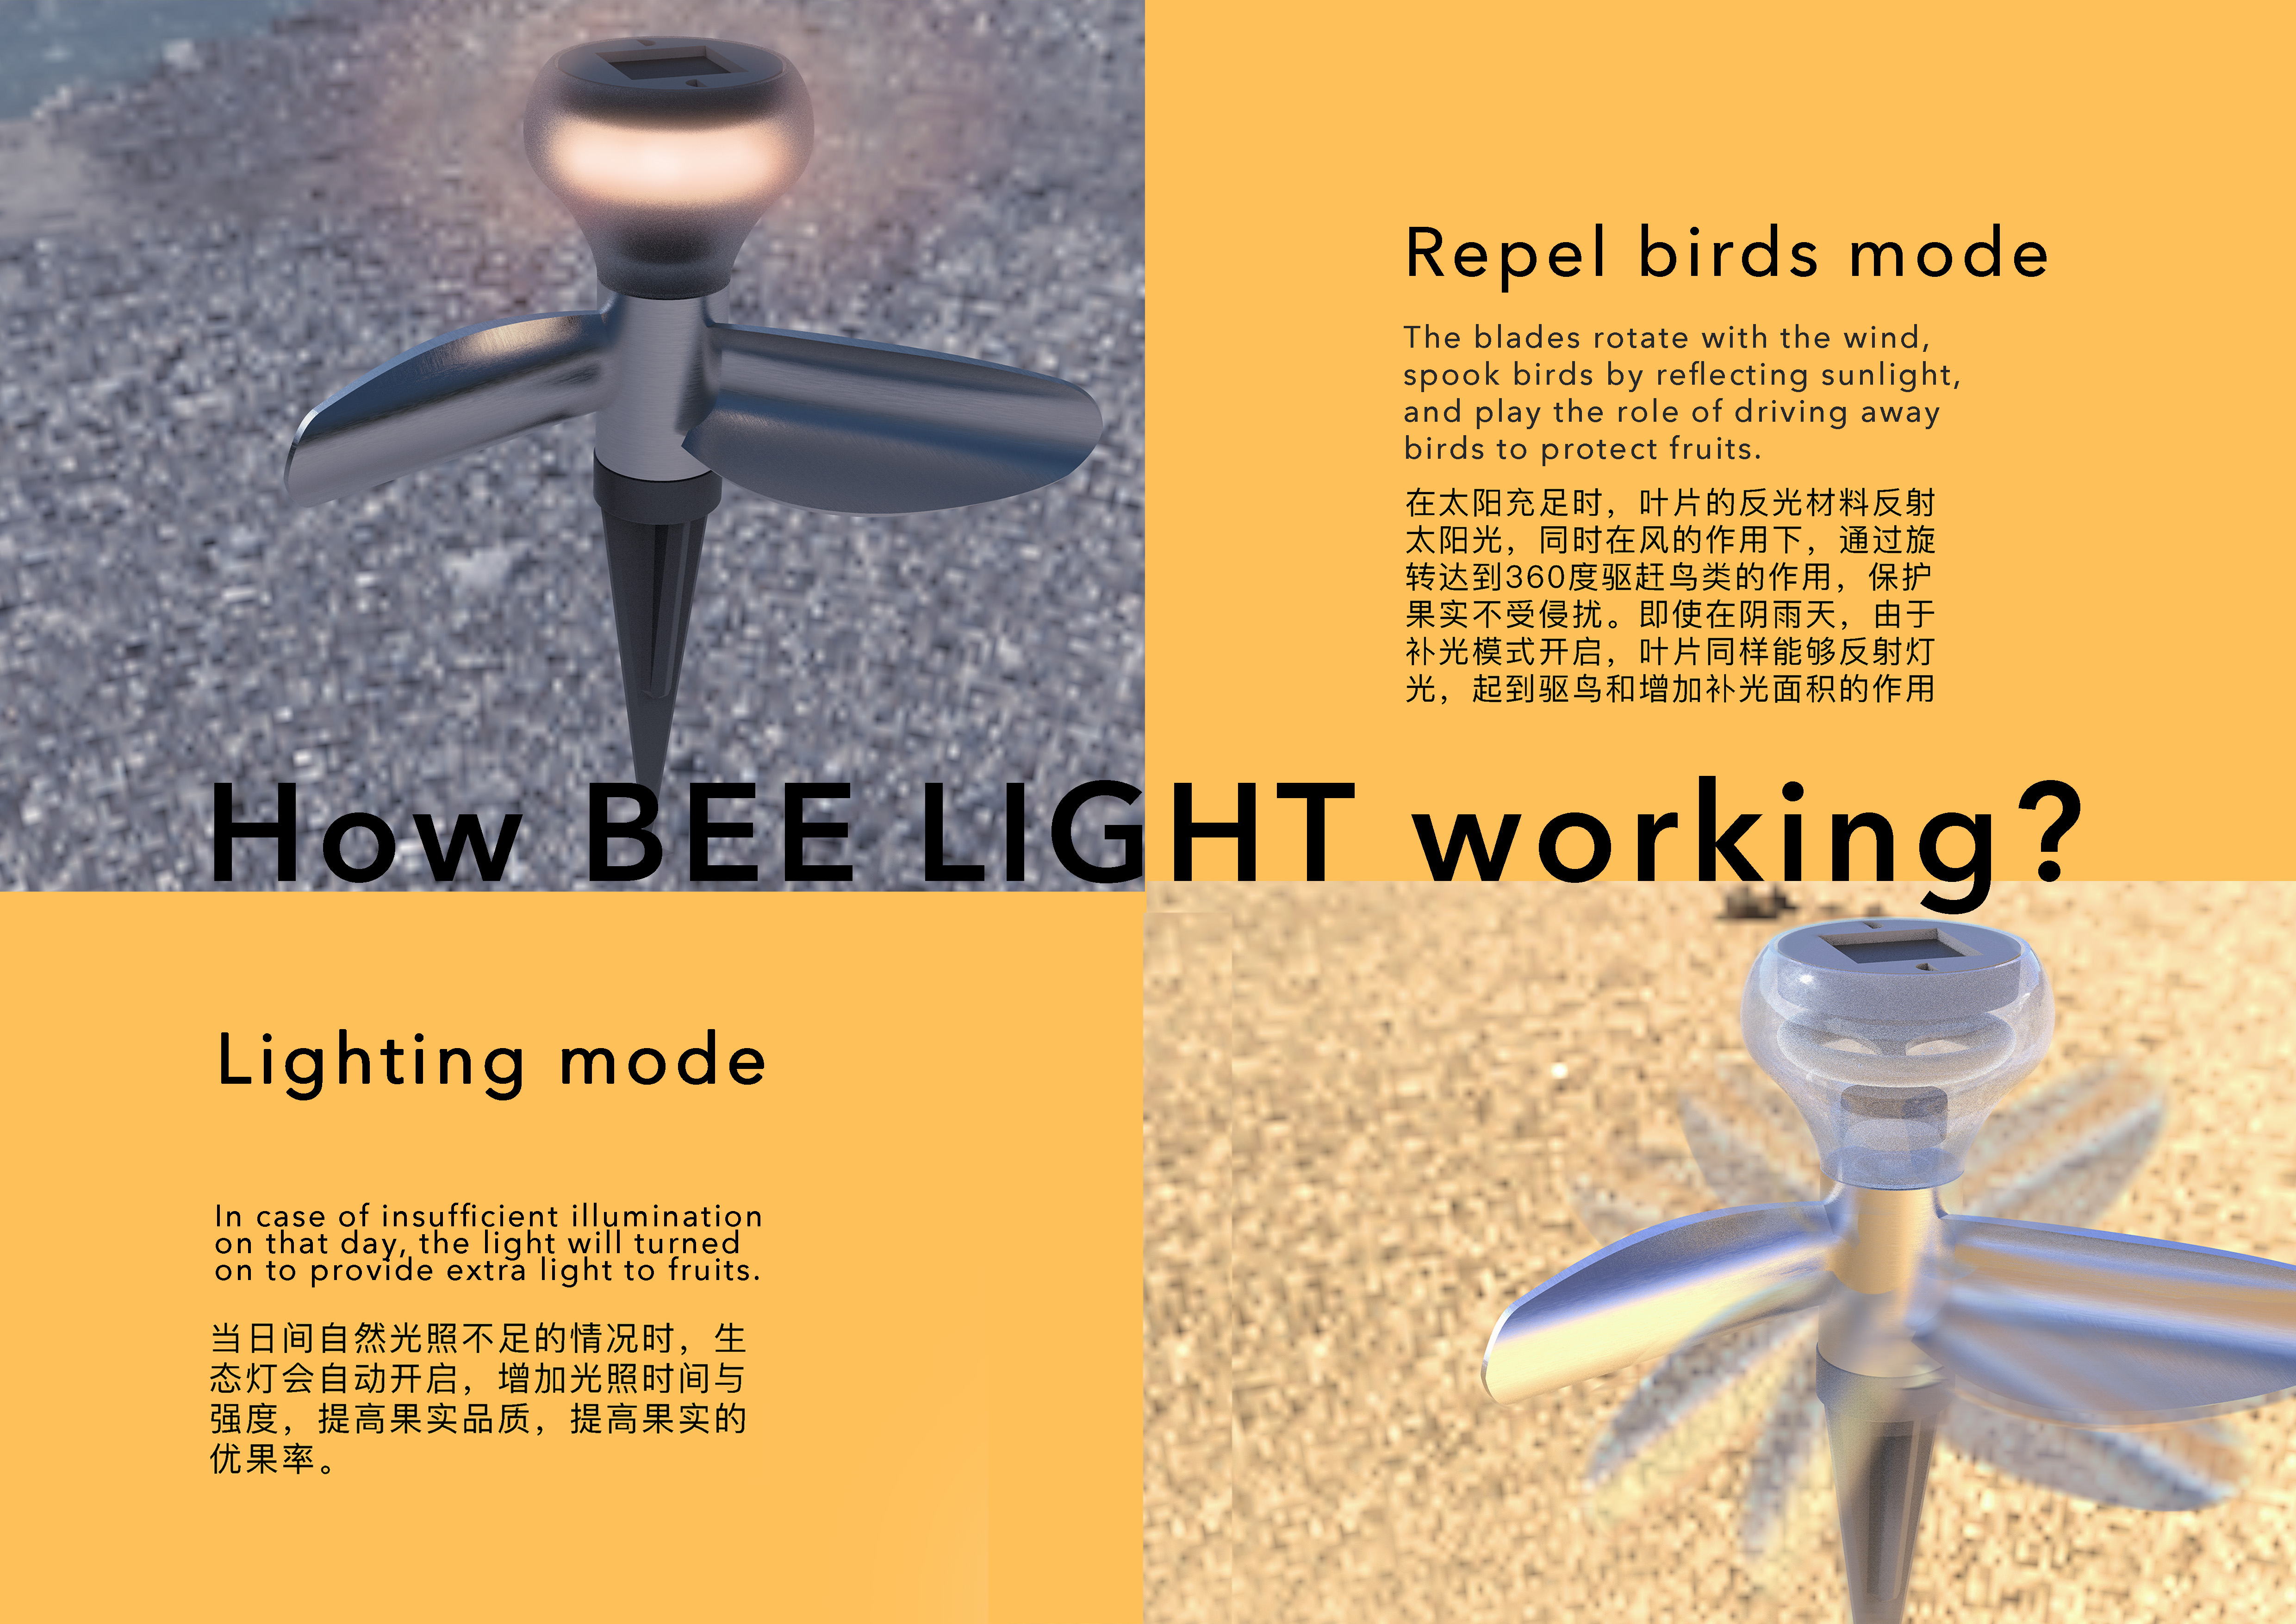 Repel birds mode
The blades rotate with the wind,
spook birds by reflecting sunlight,
and play the role of driving away
birds to protect fruits.
在太阳充足时，叶片的反光材料反射
太阳光，同时在风的作用下，通过旋
转达到360度驱赶鸟类的作用，保护
果实不受侵扰。即使在阴雨天，由于
补光模式开启，叶片同样能够反射灯
光，起到驱鸟和增加补光面积的作用
How BEE LIGHT working?
Lighting mode
In case of insufficient illumination
on that day, the light will turned
on to provide extra light to fruits.
当日间自然光照不足的情况时，生
态灯会自动开启，增加光照时间与
强度，提高果实品质，提高果实的
优果率。